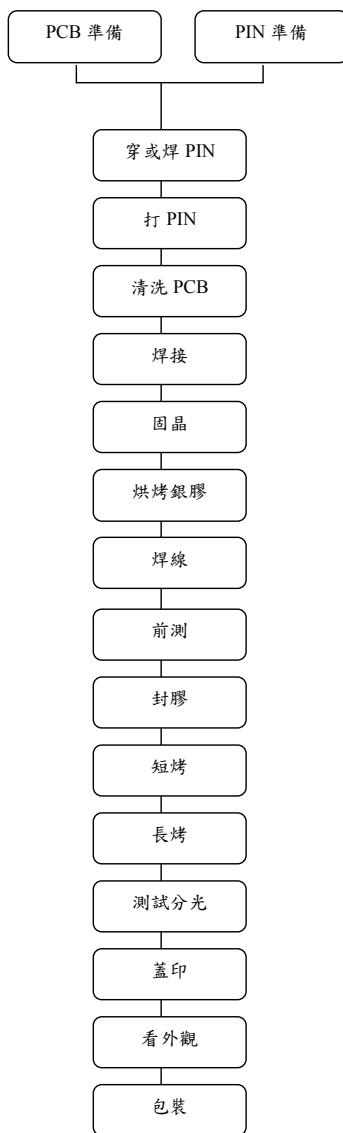 PCB 準備
PIN 準備
穿或焊 PIN
打 PIN
清洗 PCB
焊接
固晶
烘烤銀膠
焊線
前測
封膠
短烤
長烤
測試分光
蓋印
看外觀
包裝